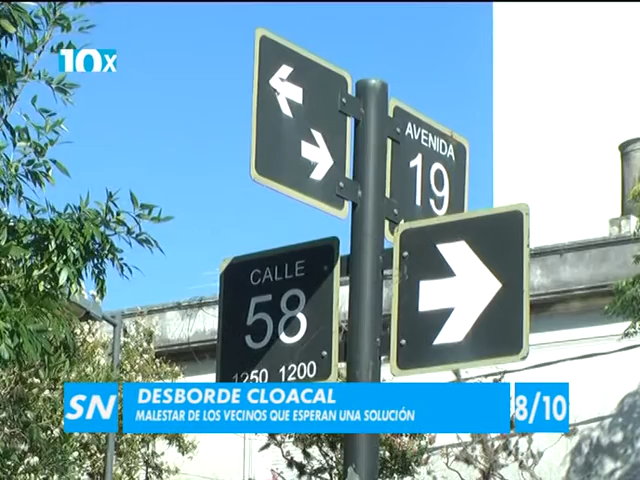 10x
AVENIDA
19
CALLE
58
1250 1200
SN
DESBORDE CLOACAL
MALESTAR DE LOS VECINOS QUE ESPERAN UNA SOLUCIÓN
8/10